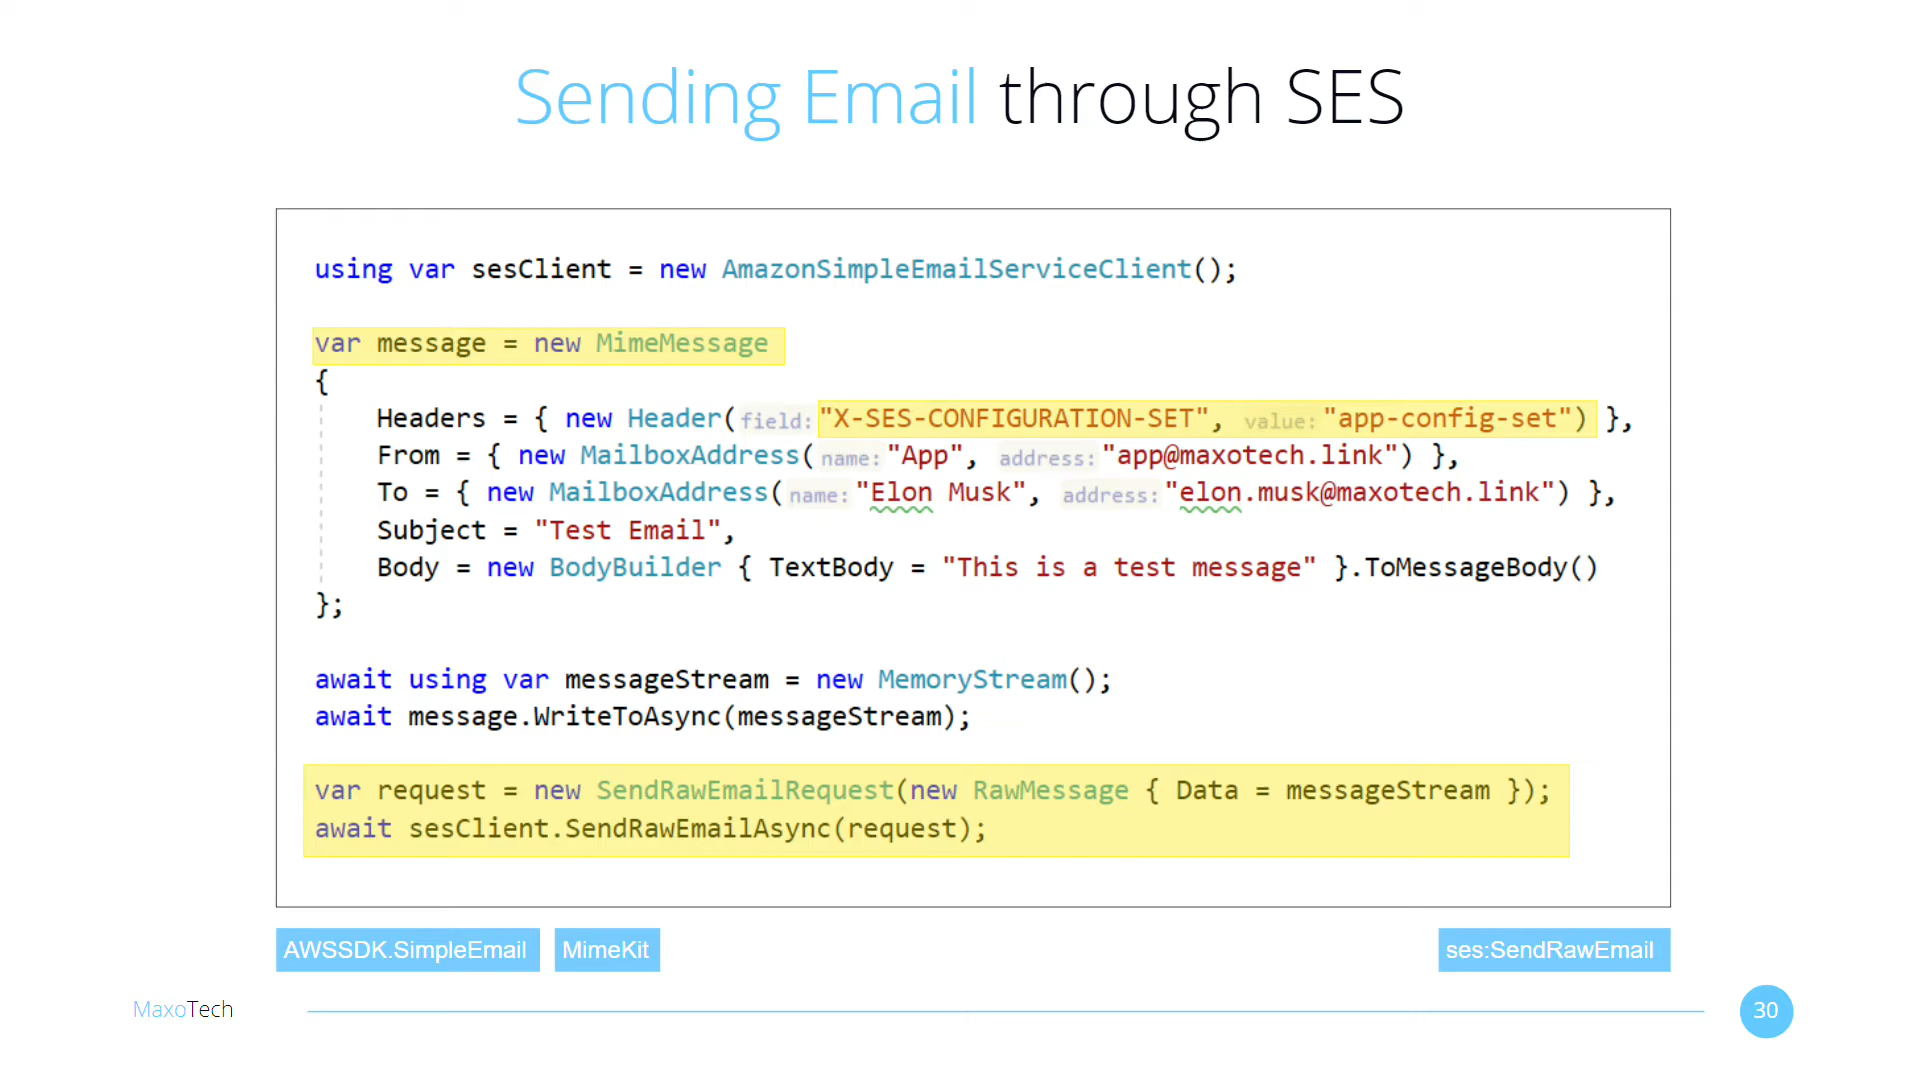 Sending Email through SES
using var sesClient = new AmazonSimpleEmailServiceClient();
var message = new MimeMessage
{
Headers = { new Header(field: "X-SES-CONFIGURATION-SET", value: "app-config-set") },
From = { new MailboxAddress(name: "App", address: "app@maxotech.link") },
To = { new MailboxAddress(name: "Elon Musk", address: "elon.musk@maxotech.link") },
Subject = "Test Email",
Body = new BodyBuilder { TextBody = "This is a test message" }.ToMessageBody()
};
await using var messageStream = new MemoryStream();
await message.WriteToAsync(messageStream);
var request = new SendRawEmailRequest(new RawMessage { Data = messageStream });
await sesClient.SendRawEmailAsync(request);
AWSSDK.SimpleEmail MimeKit ses:SendRawEmail
MaxoTech 30